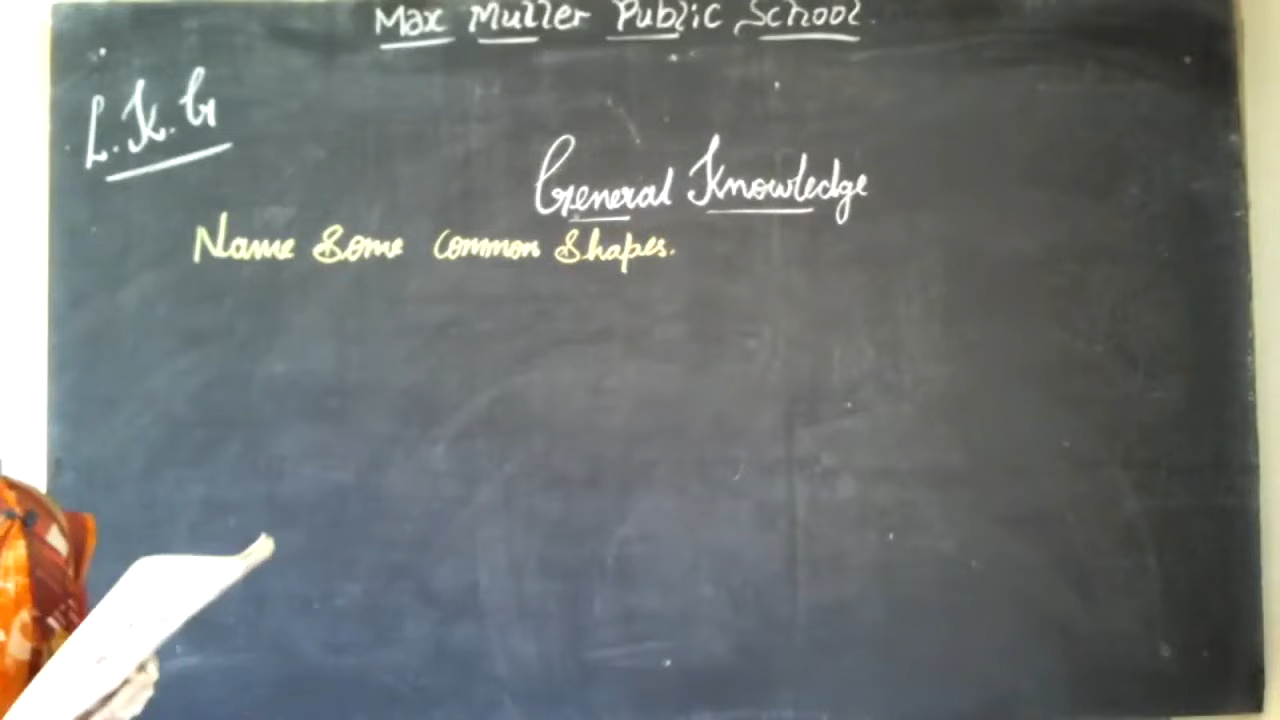 Max Muller Public School.
L.K.G
General Knowledge
Name Some Common Shapes.